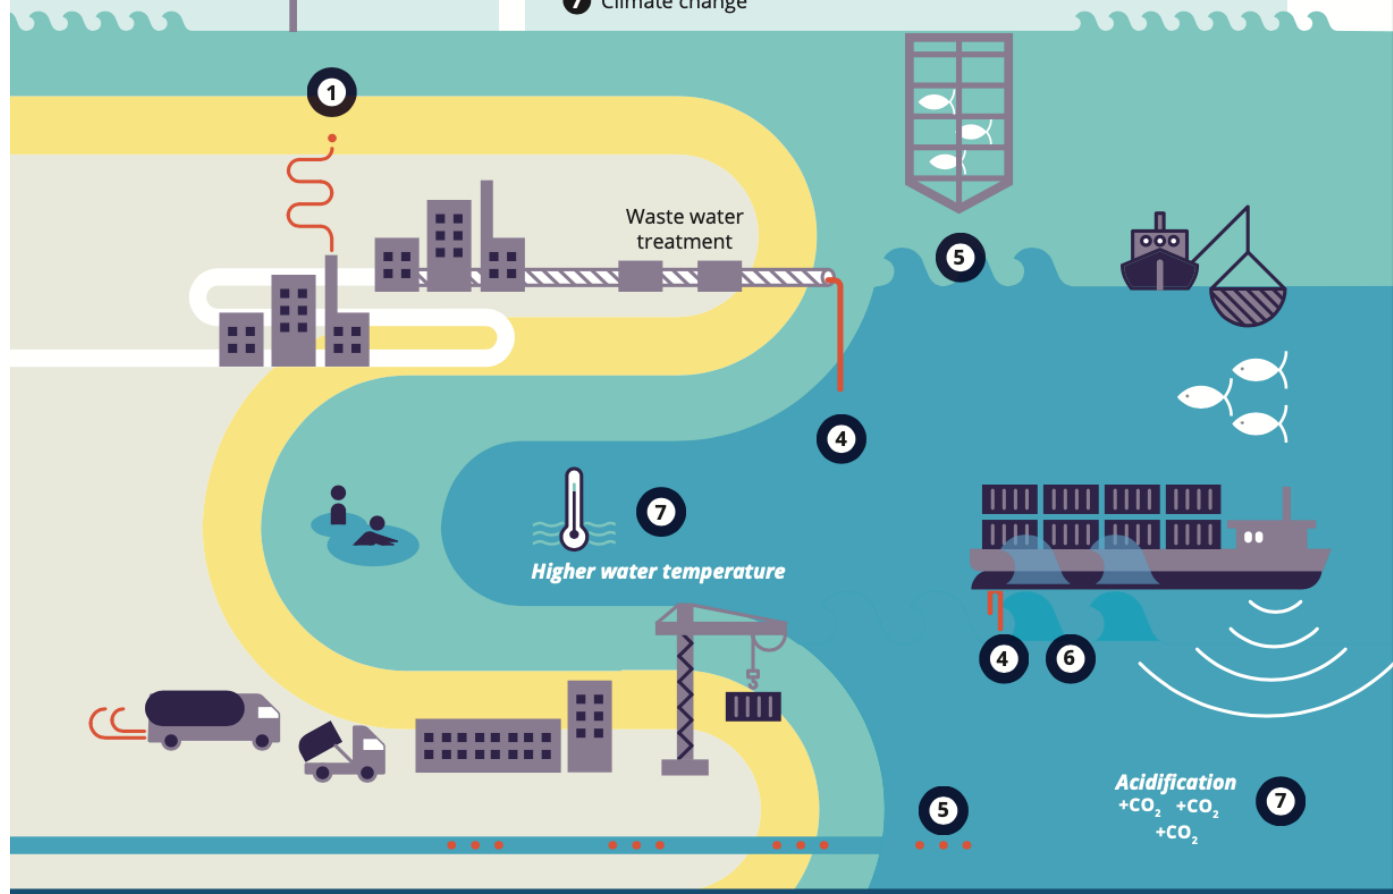 7 Climate change
1
Waste water
treatment
5
4
7
Higher water temperature
4
6
5
Acidification
+CO₂ +CO₂
+CO₂
7